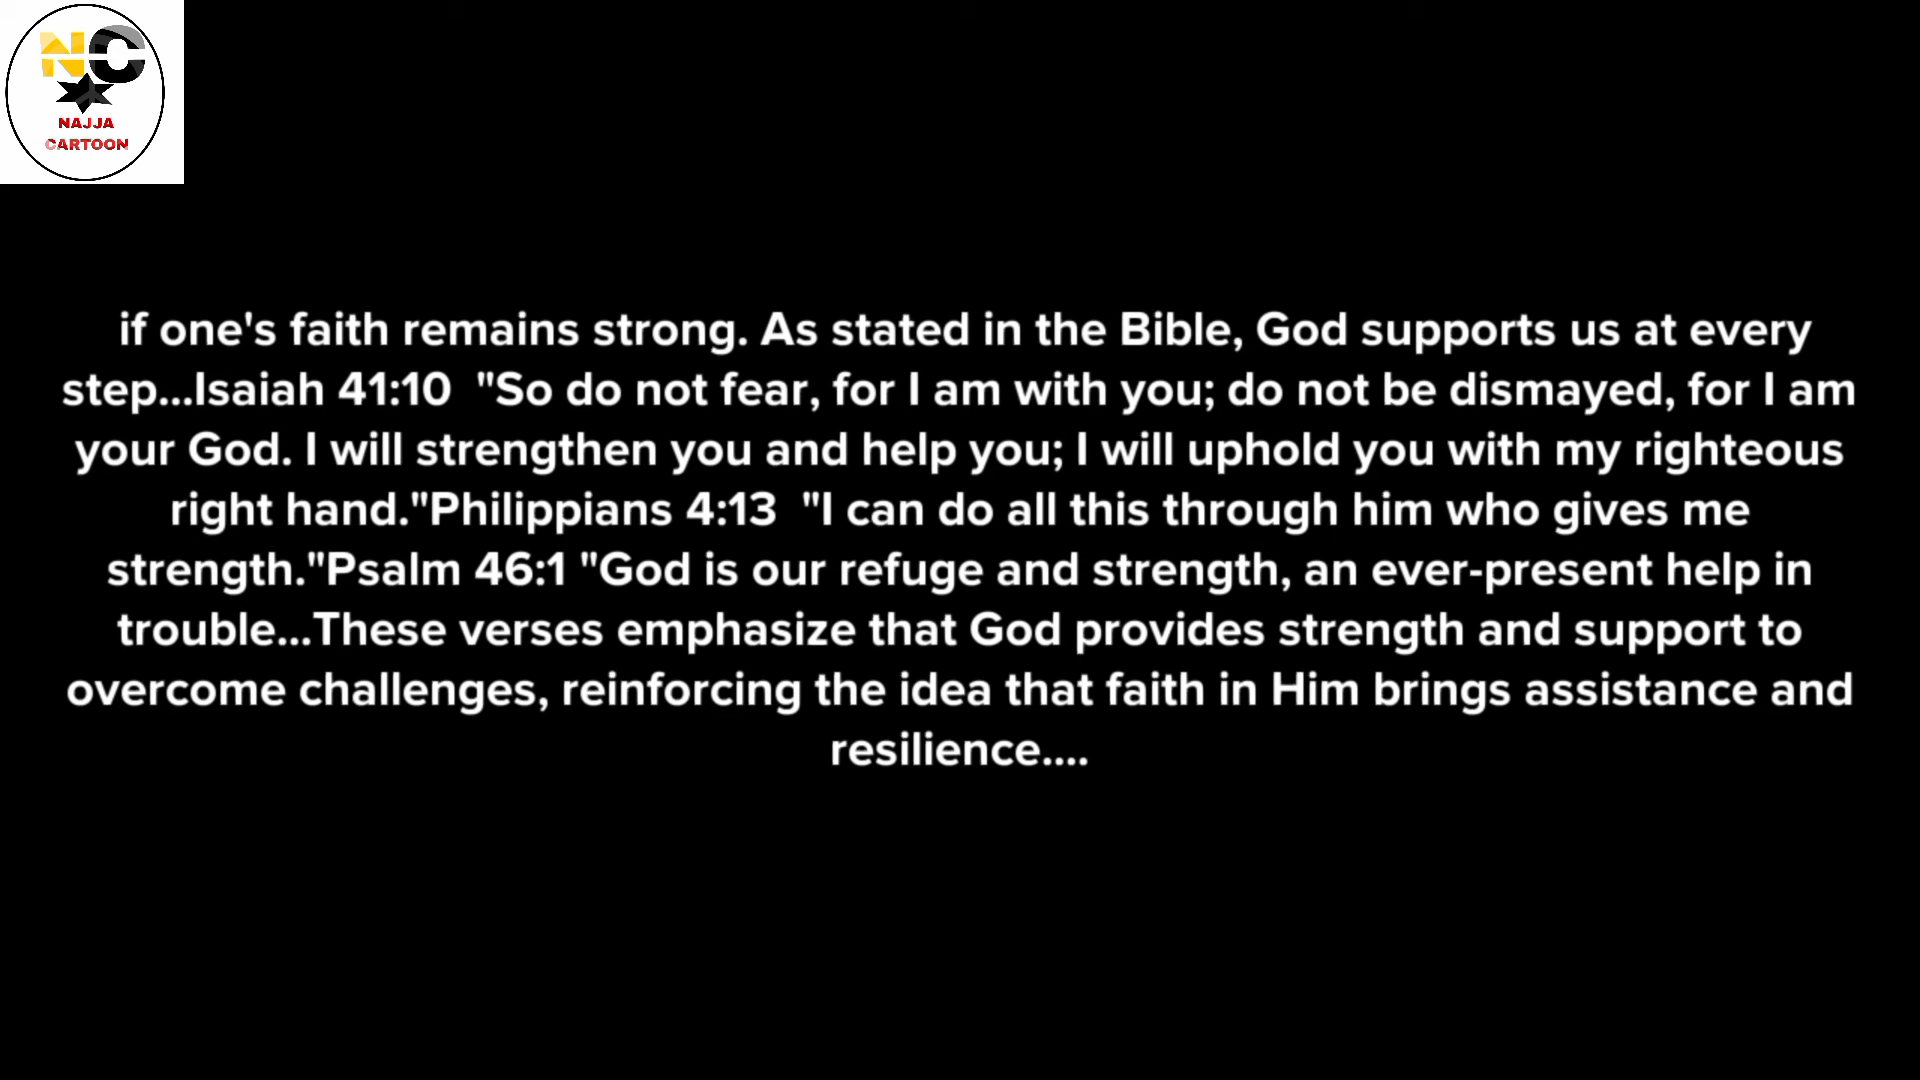 NC
NAJJA
CARTOON
if one's faith remains strong. As stated in the Bible, God supports us at every
step...Isaiah 41:10  "So do not fear, for I am with you; do not be dismayed, for I am
your God. I will strengthen you and help you; I will uphold you with my righteous
right hand."Philippians 4:13  "I can do all this through him who gives me
strength."Psalm 46:1 "God is our refuge and strength, an ever-present help in
trouble...These verses emphasize that God provides strength and support to
overcome challenges, reinforcing the idea that faith in Him brings assistance and
resilience....